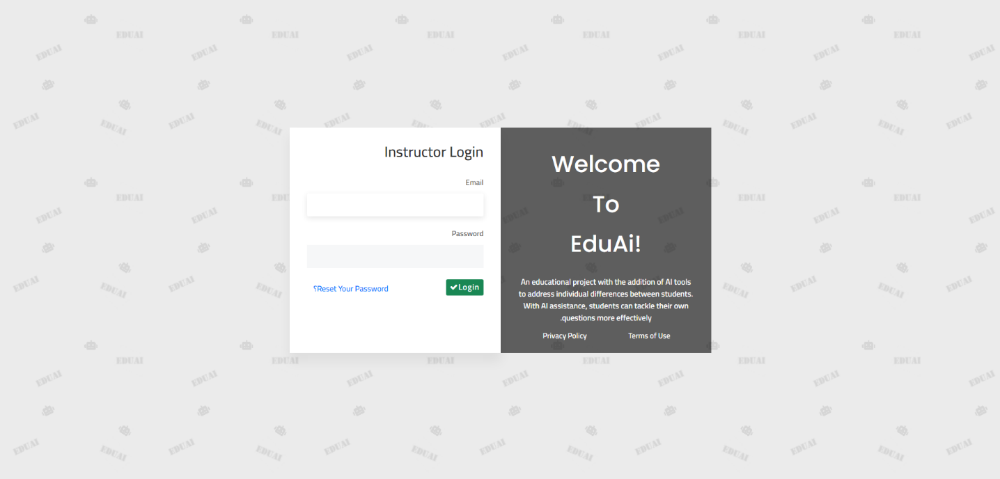 Instructor Login
Email
Password
؟Reset Your Password
Login
Welcome
To
EduAi!
An educational project with the addition of AI tools
to address individual differences between students.
With AI assistance, students can tackle their own
.questions more effectively
Privacy Policy
Terms of Use
EDUAI